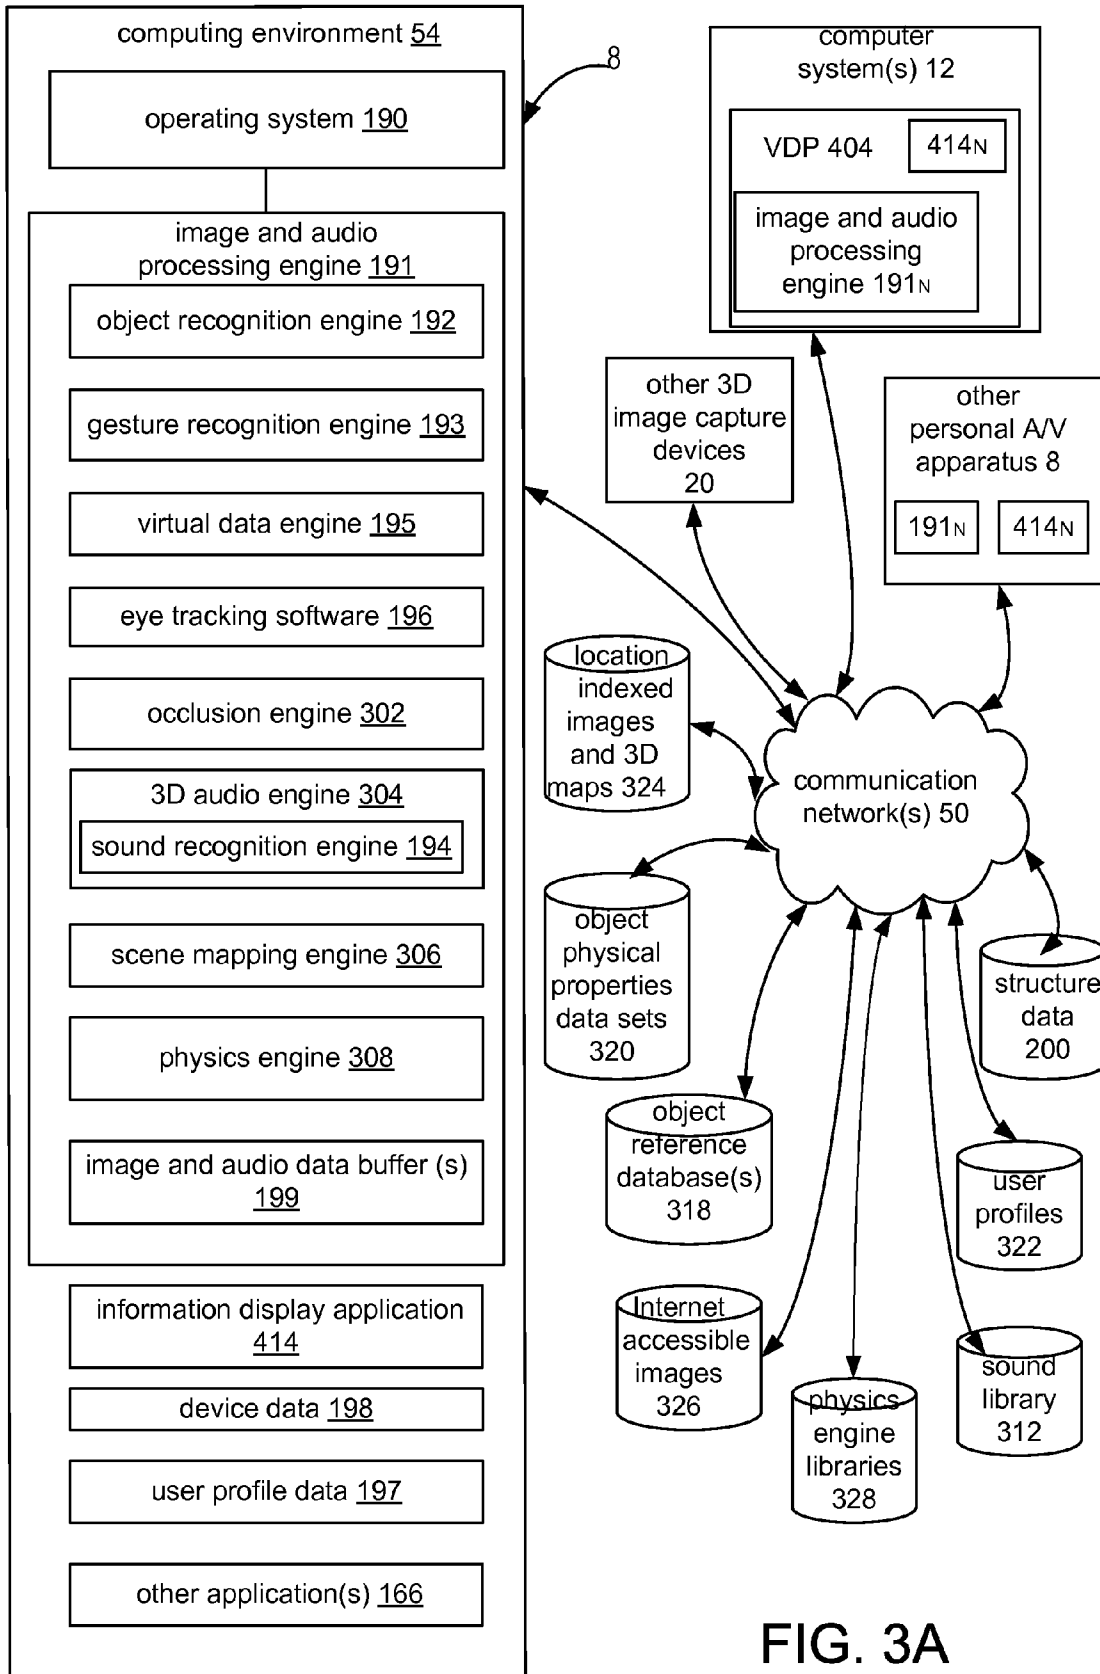 computing environment 54
8
operating system 190
image and audio
processing engine 191
object recognition engine 192
gesture recognition engine 193
virtual data engine 195
eye tracking software 196
occlusion engine 302
3D audio engine 304
sound recognition engine 194
scene mapping engine 306
physics engine 308
image and audio data buffer (s)
199
information display application
414
device data 198
user profile data 197
other application(s) 166
computer
system(s) 12
VDP 404
414N
image and audio
processing
engine 191N
other 3D
image capture
devices
20
other
personal A/V
apparatus 8
191N
414N
location
indexed
images
and 3D
maps 324
communication
network(s) 50
object
physical
properties
data sets
320
structure
data
200
object
reference
database(s)
318
user
profiles
322
Internet
accessible
images
326
physics
engine
libraries
328
sound
library
312
FIG. 3A